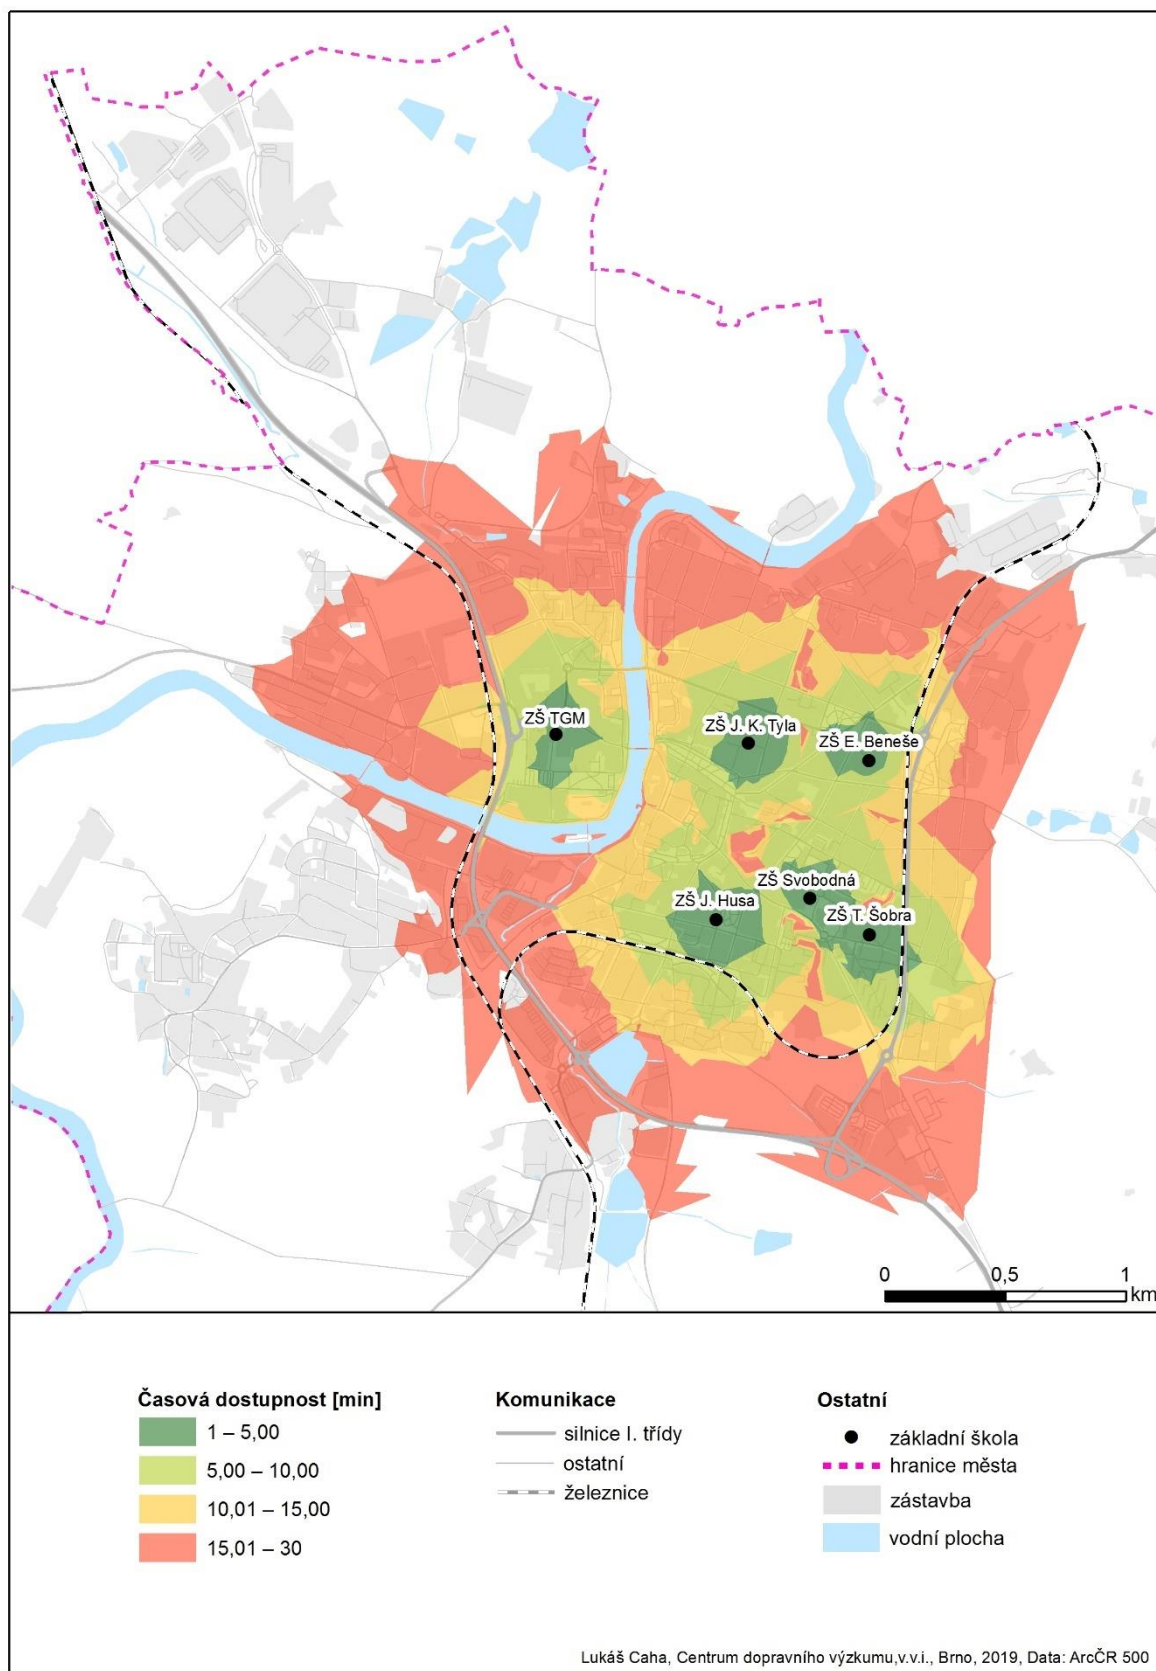 ZŠ TGM
ZŠ J. K. Tyla
ZŠ E. Beneše
ZŠ Svobodná
ZŠ J. Husa
ZŠ T. Šobra
0 0,5 1
km
Časová dostupnost [min]
1 – 5,00
5,00 – 10,00
10,01 – 15,00
15,01 – 30
Komunikace
silnice I. třídy
ostatní
železnice
Ostatní
základní škola
hranice města
zástavba
vodní plocha
Lukáš Caha, Centrum dopravního výzkumu,v.v.i., Brno, 2019, Data: ArcČR 500